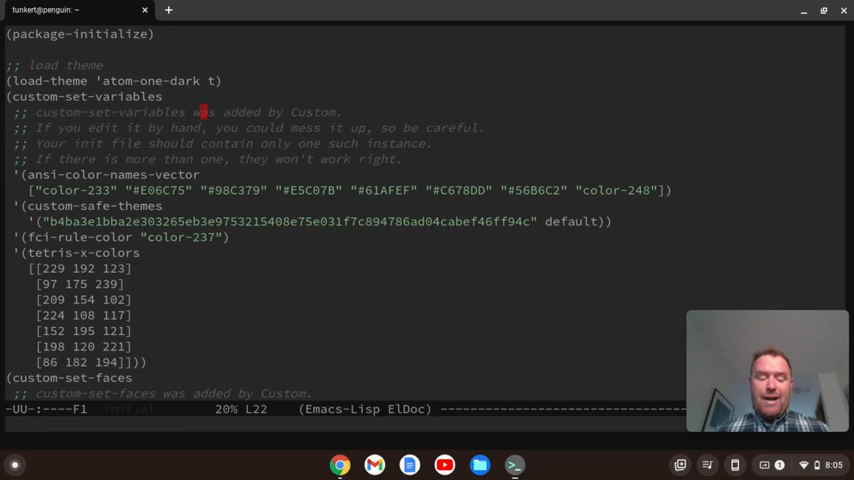 tunkert@penguin: ~
(package-initialize)
;; load theme
(load-theme 'atom-one-dark t)
(custom-set-variables
;; custom-set-variables was added by Custom.
;; If you edit it by hand, you could mess it up, so be careful.
;; Your init file should contain only one such instance.
;; If there is more than one, they won't work right.
'(ansi-color-names-vector
["color-233" "#E06C75" "#98C379" "#E5C07B" "#61AFEF" "#C678DD" "#56B6C2" "color-248"])
'(custom-safe-themes
'("b4ba3e1bba2e303265eb3e9753215408e75e031f7c894786ad04cabef46ff94c" default))
'(fci-rule-color "color-237")
'(tetris-x-colors
[[229 192 123]
[97 175 239]
[209 154 102]
[224 108 117]
[152 195 121]
[198 120 221]
[86 182 194]]))
(custom-set-faces
;; custom-set-faces was added by Custom.
-UU-:----F1 init.el 20% L22 (Emacs-Lisp ElDoc) -----------------------------------
1 8:05